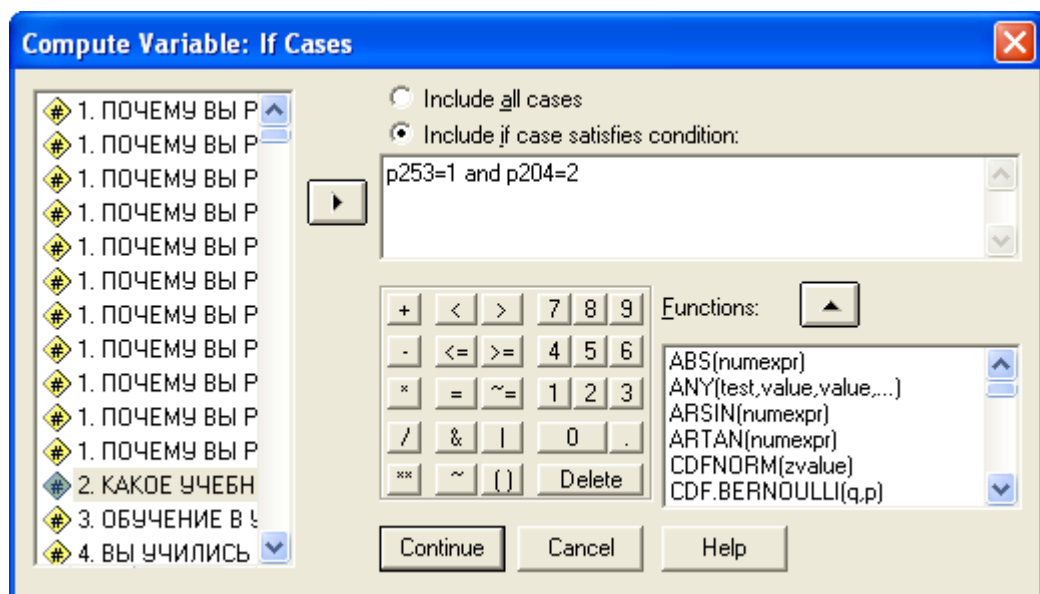 Compute Variable: If Cases
1. ПОЧЕМУ ВЫ Р
1. ПОЧЕМУ ВЫ Р
1. ПОЧЕМУ ВЫ Р
1. ПОЧЕМУ ВЫ Р
1. ПОЧЕМУ ВЫ Р
1. ПОЧЕМУ ВЫ Р
1. ПОЧЕМУ ВЫ Р
1. ПОЧЕМУ ВЫ Р
1. ПОЧЕМУ ВЫ Р
1. ПОЧЕМУ ВЫ Р
1. ПОЧЕМУ ВЫ Р
2. КАКОЕ УЧЕБН
3. ОБУЧЕНИЕ В
4. ВЫ УЧИЛИСЬ
Include all cases
Include if case satisfies condition:
p253=1 and p204=2
+ < > 7 8 9
- <= >= 4 5 6
* = ~= 1 2 3
/ & | 0 .
** ~ () Delete
Functions:
ABS(numexpr)
ANY(test,value,value,...)
ARSIN(numexpr)
ARTAN(numexpr)
CDFNORM(zvalue)
CDF.BERNOULLI(q,p)
Continue Cancel Help